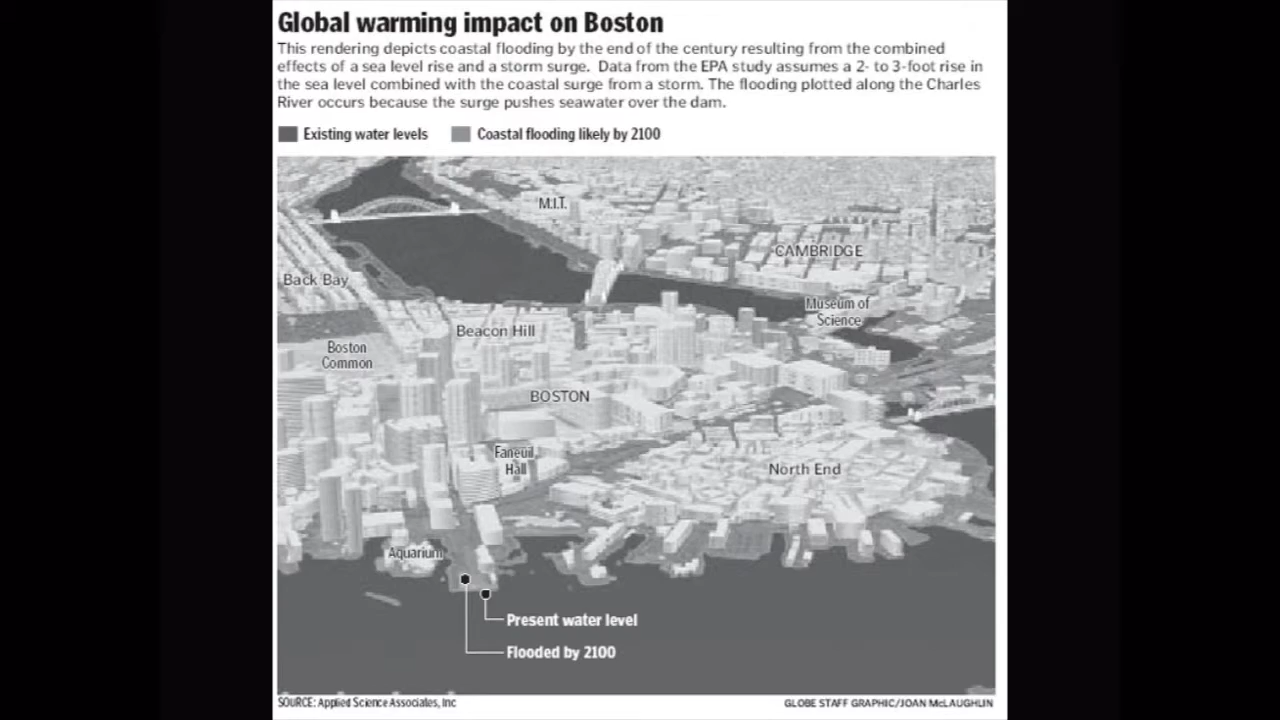 Global warming impact on Boston
This rendering depicts coastal flooding by the end of the century resulting from the combined
effects of a sea level rise and a storm surge. Data from the EPA study assumes a 2- to 3-foot rise in
the sea level combined with the coastal surge from a storm. The flooding plotted along the Charles
River occurs because the surge pushes seawater over the dam.
Existing water levels
Coastal flooding likely by 2100
M.I.T.
CAMBRIDGE
Back Bay
Museum of
Science
Beacon Hill
Boston
Common
BOSTON
Faneuil
Hall
North End
Aquarium
Present water level
Flooded by 2100
SOURCE: Applied Science Associates, Inc
GLOBE STAFF GRAPHIC/JOAN McLAUGHLIN